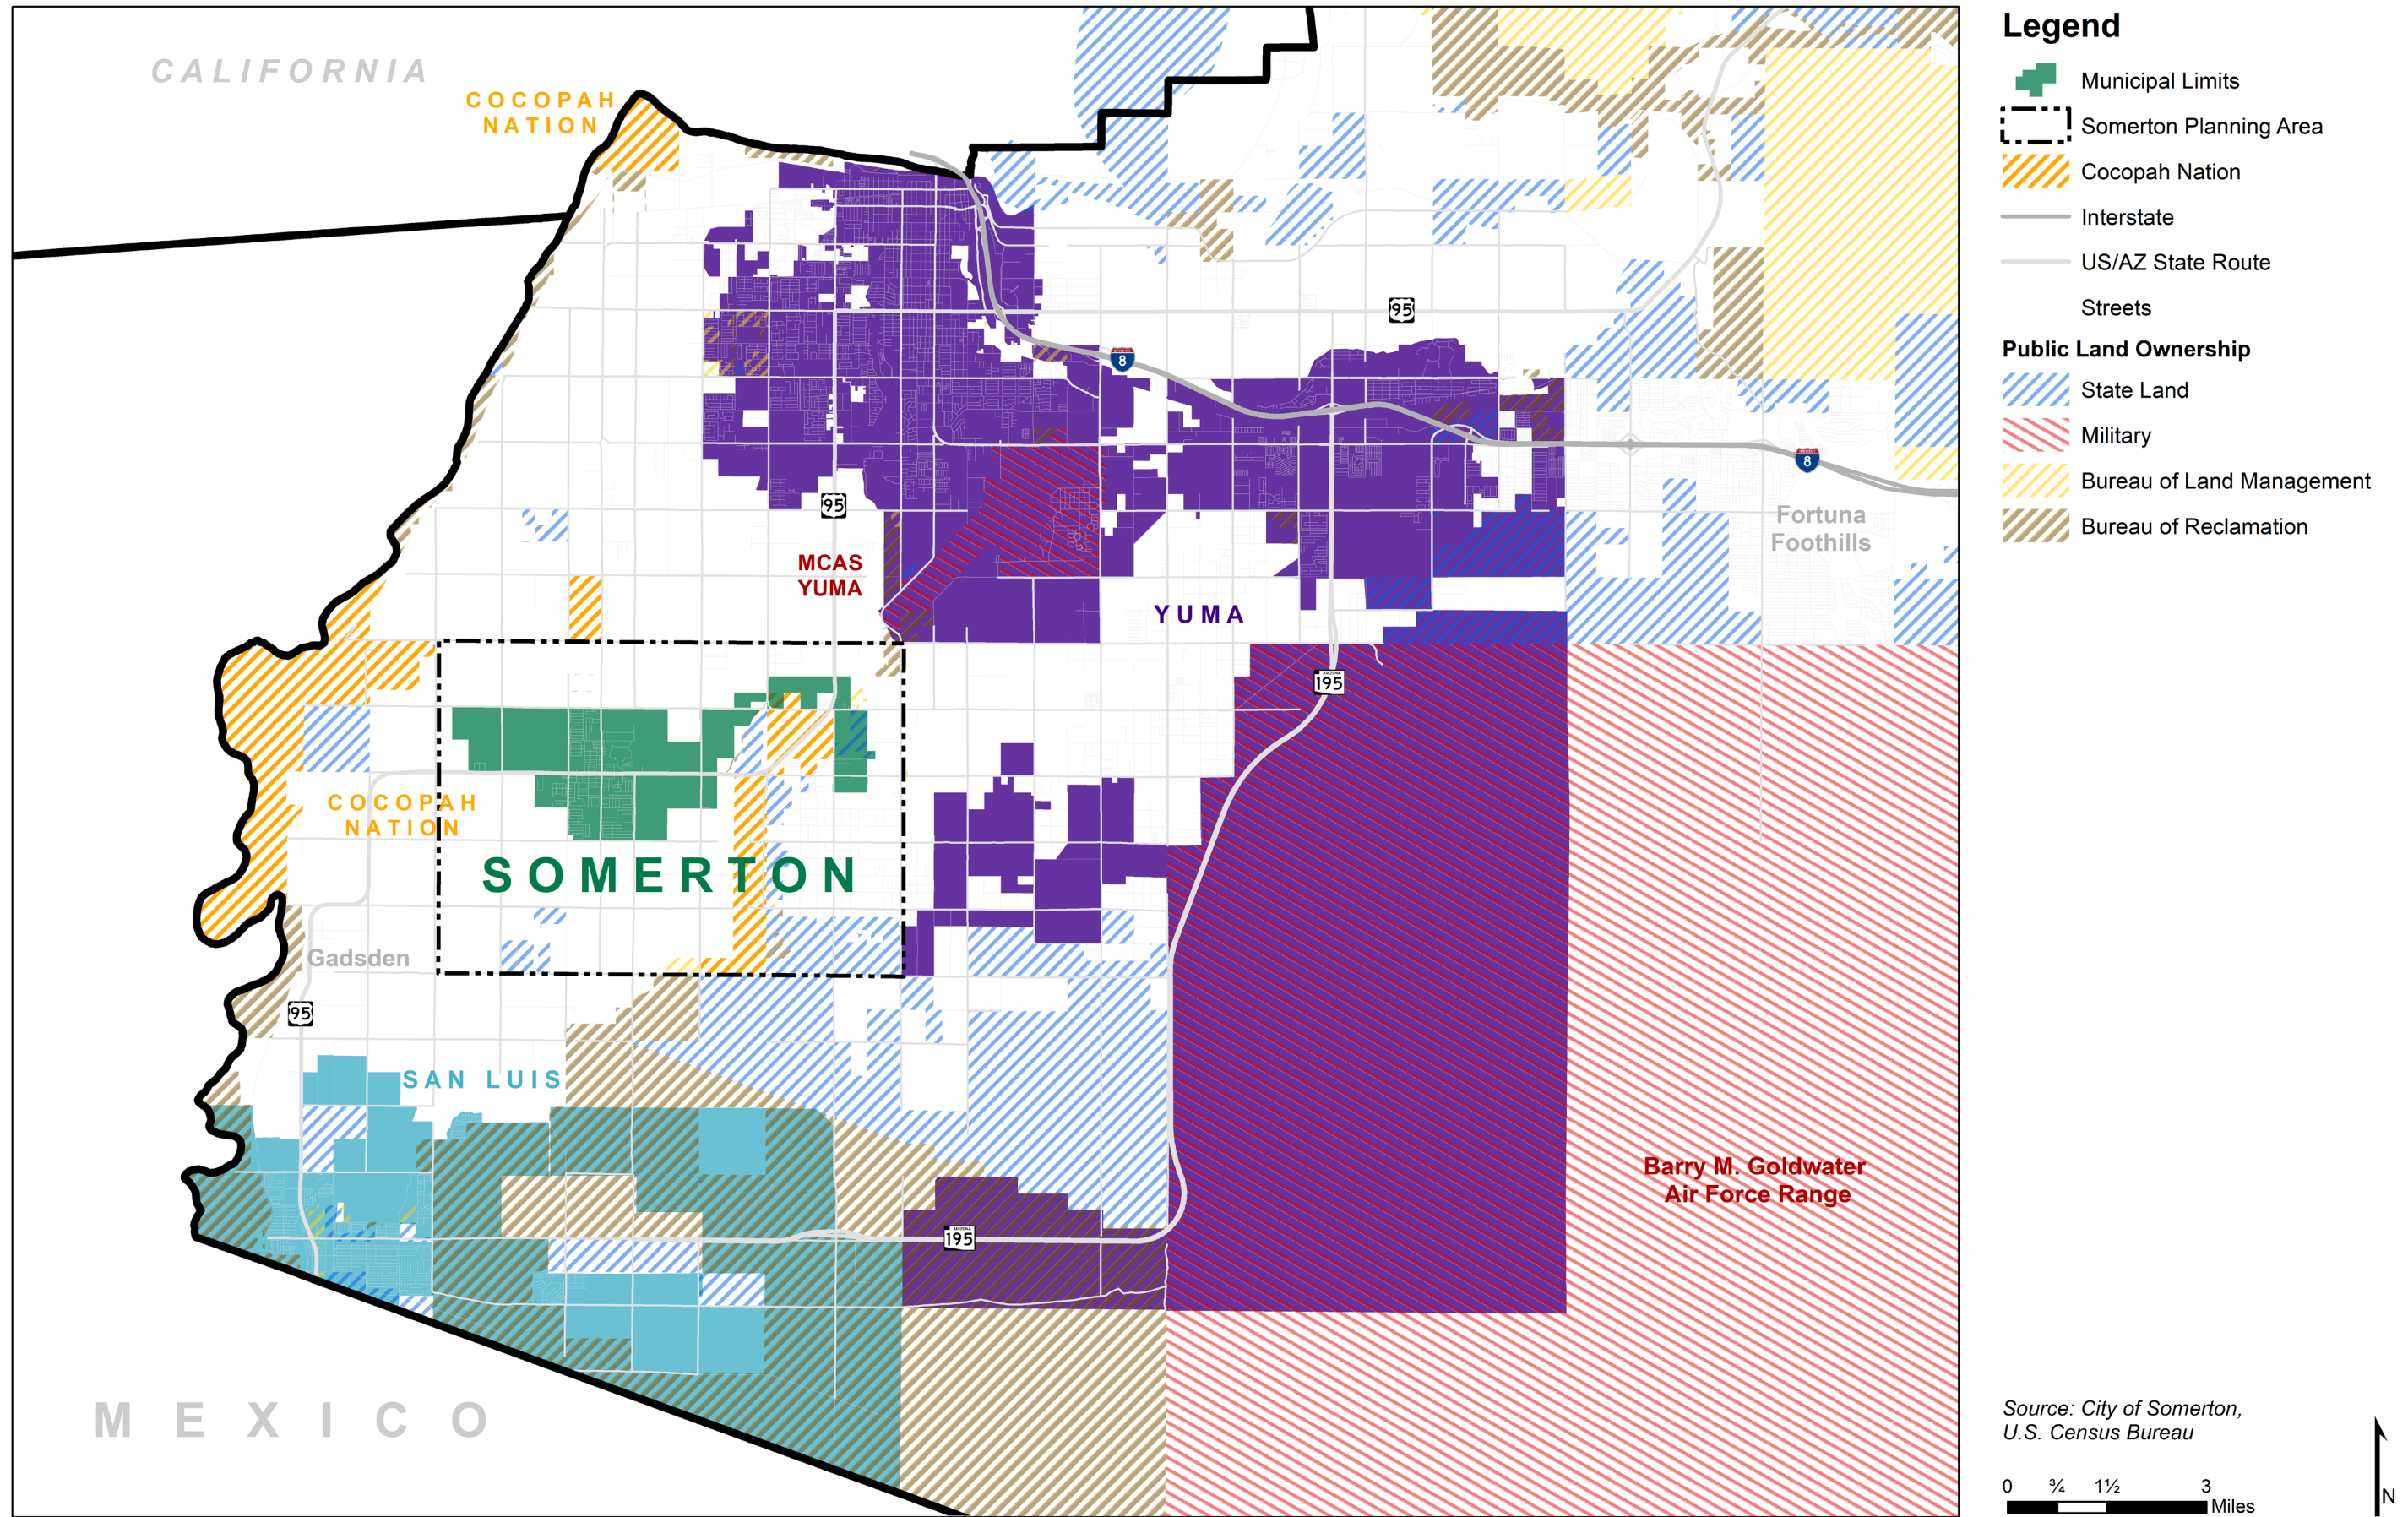 CALIFORNIA
COCOPAH
NATION
95
8
8
95
Fortuna
Foothills
MCAS
YUMA
YUMA
ARIZONA
195
COCOPAH
NATION
SOMERTON
Gadsden
95
SAN LUIS
Barry M. Goldwater
Air Force Range
ARIZONA
195
MEXICO
Legend
Municipal Limits
Somerton Planning Area
Cocopah Nation
Interstate
US/AZ State Route
Streets
Public Land Ownership
State Land
Military
Bureau of Land Management
Bureau of Reclamation
Source: City of Somerton,
U.S. Census Bureau
0 ¾ 1½ 3
Miles
N